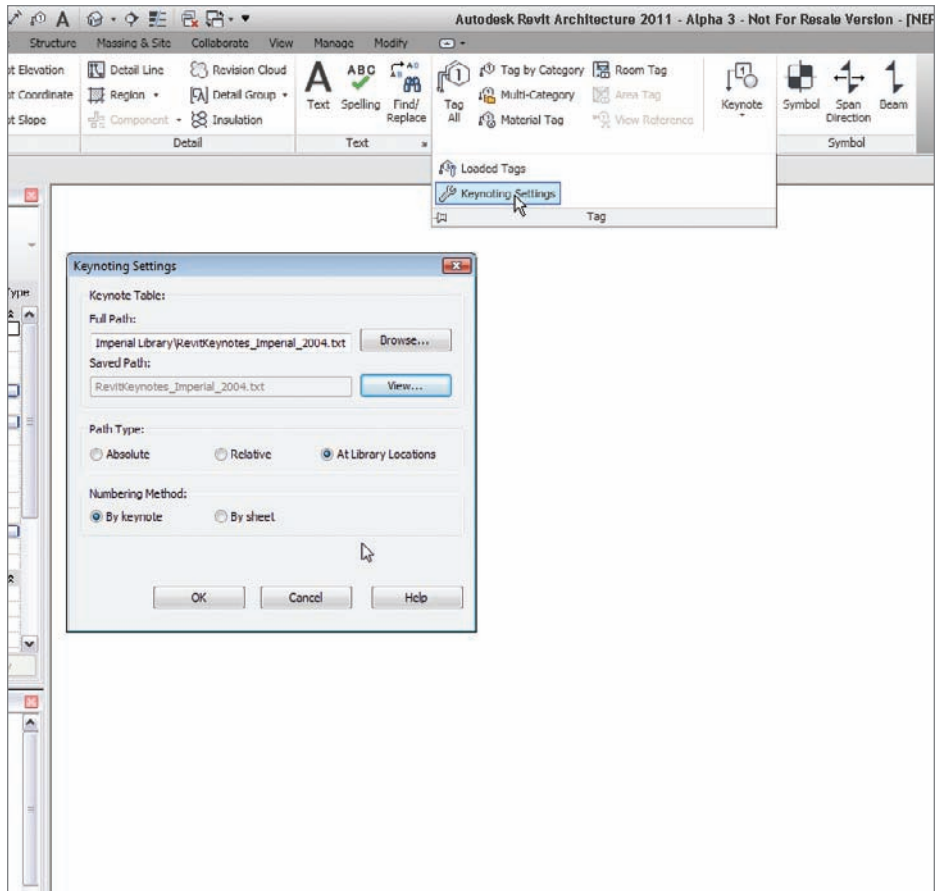 Autodesk Revit Architecture 2011 - Alpha 3 - Not For Resale Version - [NEF
Structure Massing & Site Collaborate View Manage Modify
t Elevation Detail Line Revision Cloud ABC Tag by Category Room Tag
t Coordinate Region Detail Group Text Spelling Find/ Replace Tag All Multi-Category Area Tag Keynote Symbol Span Direction Beam
t Slope Component Insulation Material Tag View Reference
Detail Text Symbol
Loaded Tags
Keynoting Settings
Tag
Type
Keynoting Settings
Keynote Table:
Full Path:
Imperial Library\RevitKeynotes_Imperial_2004.txt Browse...
Saved Path:
RevitKeynotes_Imperial_2004.txt View...
Path Type:
Absolute Relative At Library Locations
Numbering Method:
By keynote By sheet
OK Cancel Help